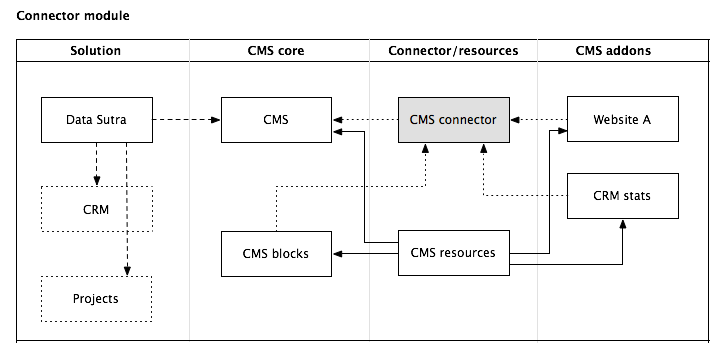 Connector module
Solution
CMS core
Connector/resources
CMS addons
Data Sutra
CMS
CMS connector
Website A
CRM
CRM stats
CMS blocks
CMS resources
Projects